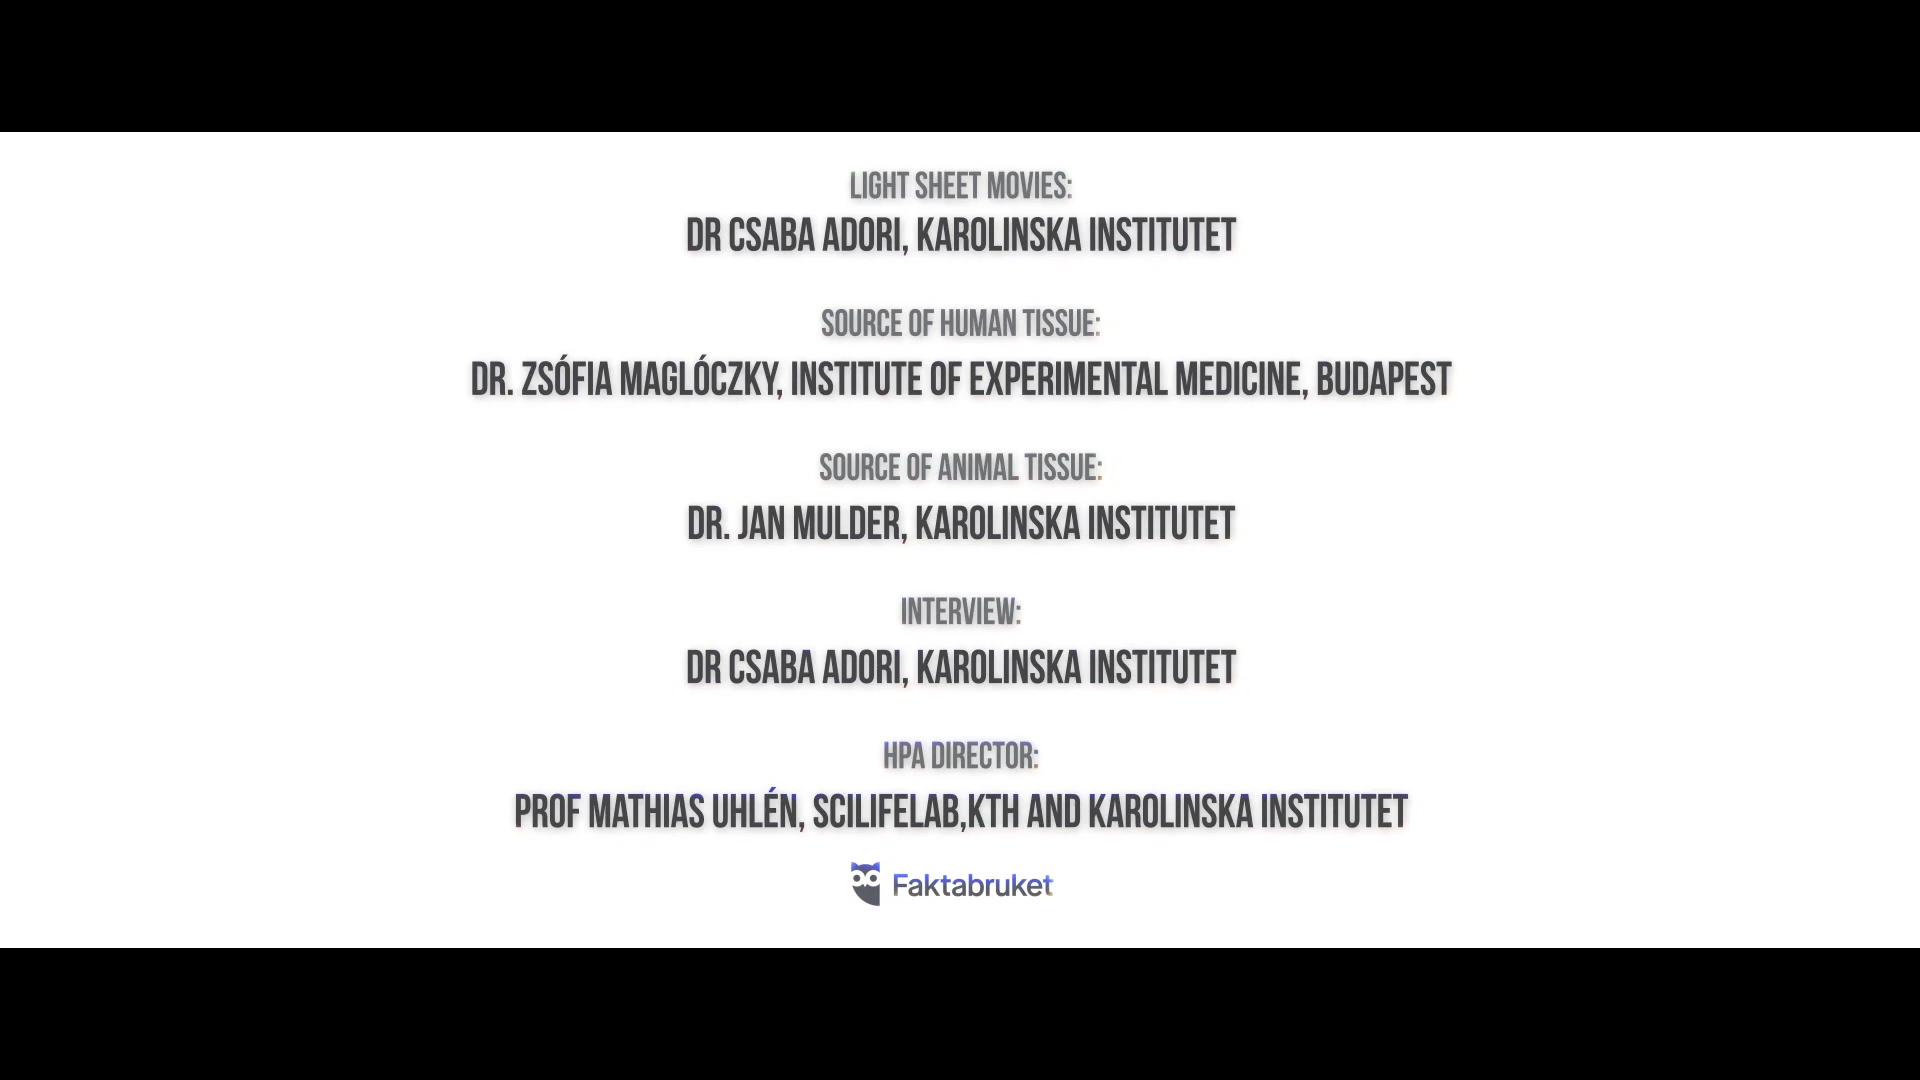 LIGHT SHEET MOVIES:
DR CSABA ADORI, KAROLINSKA INSTITUTET
SOURCE OF HUMAN TISSUE:
DR. ZSÓFIA MAGLÓCZKY, INSTITUTE OF EXPERIMENTAL MEDICINE, BUDAPEST
SOURCE OF ANIMAL TISSUE:
DR. JAN MULDER, KAROLINSKA INSTITUTET
INTERVIEW:
DR CSABA ADORI, KAROLINSKA INSTITUTET
HPA DIRECTOR:
PROF MATHIAS UHLÉN, SCILIFELAB,KTH AND KAROLINSKA INSTITUTET
Faktabruket